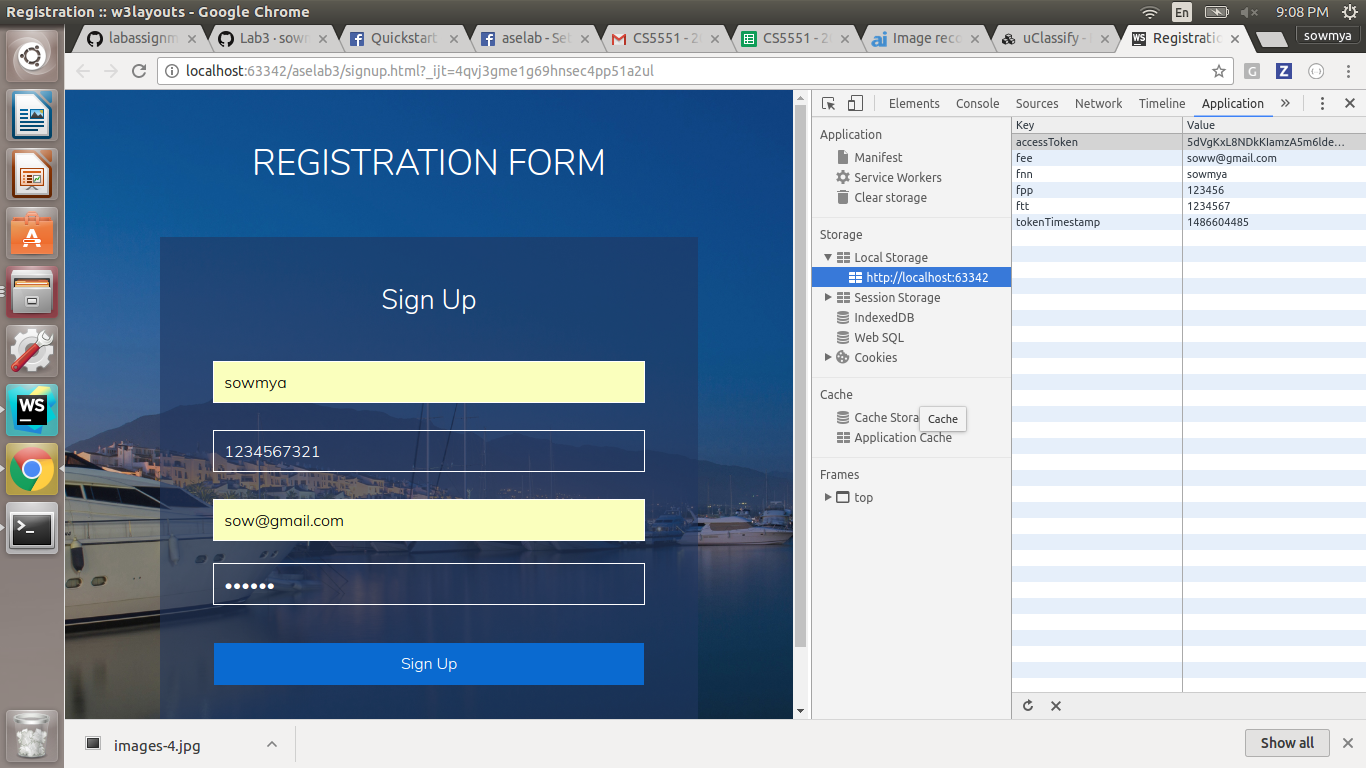 Registration :: w3layouts - Google Chrome
En
9:08 PM
labassignm
Lab3 · sown
Quickstart
aselab - Set
CS5551 - 20
CS5551 - 20
Image reco
uClassify -
Registratio
sowmya
localhost:63342/aselab3/signup.html?_ijt=4qvj3gme1g69hnsec4pp51a2ul
REGISTRATION FORM
Sign Up
sowmya
1234567321
sow@gmail.com
••••••
Sign Up
Elements Console Sources Network Timeline Application »
Application
Manifest
Service Workers
Clear storage
Storage
Local Storage
http://localhost:63342
Session Storage
IndexedDB
Web SQL
Cookies
Cache
Cache Stora
Cache
Application Cache
Frames
top
Key Value
accessToken 5dVgKxL8NDkKIamzA5m6lde...
fee soww@gmail.com
fnn sowmya
fpp 123456
ftt 1234567
tokenTimestamp 1486604485
images-4.jpg
Show all